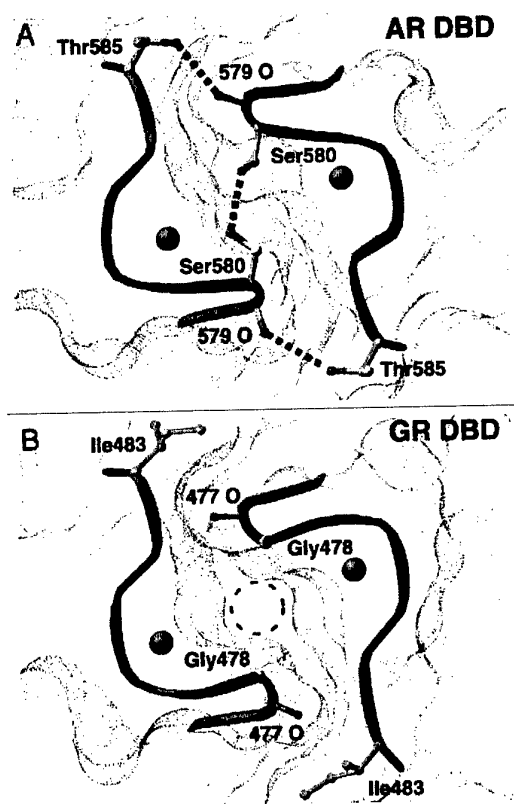 A
AR DBD
Thr585
579 O
Ser580
Ser580
579 O
Thr585
B
GR DBD
Ile483
477 O
Gly478
Gly478
477 O
Ile483